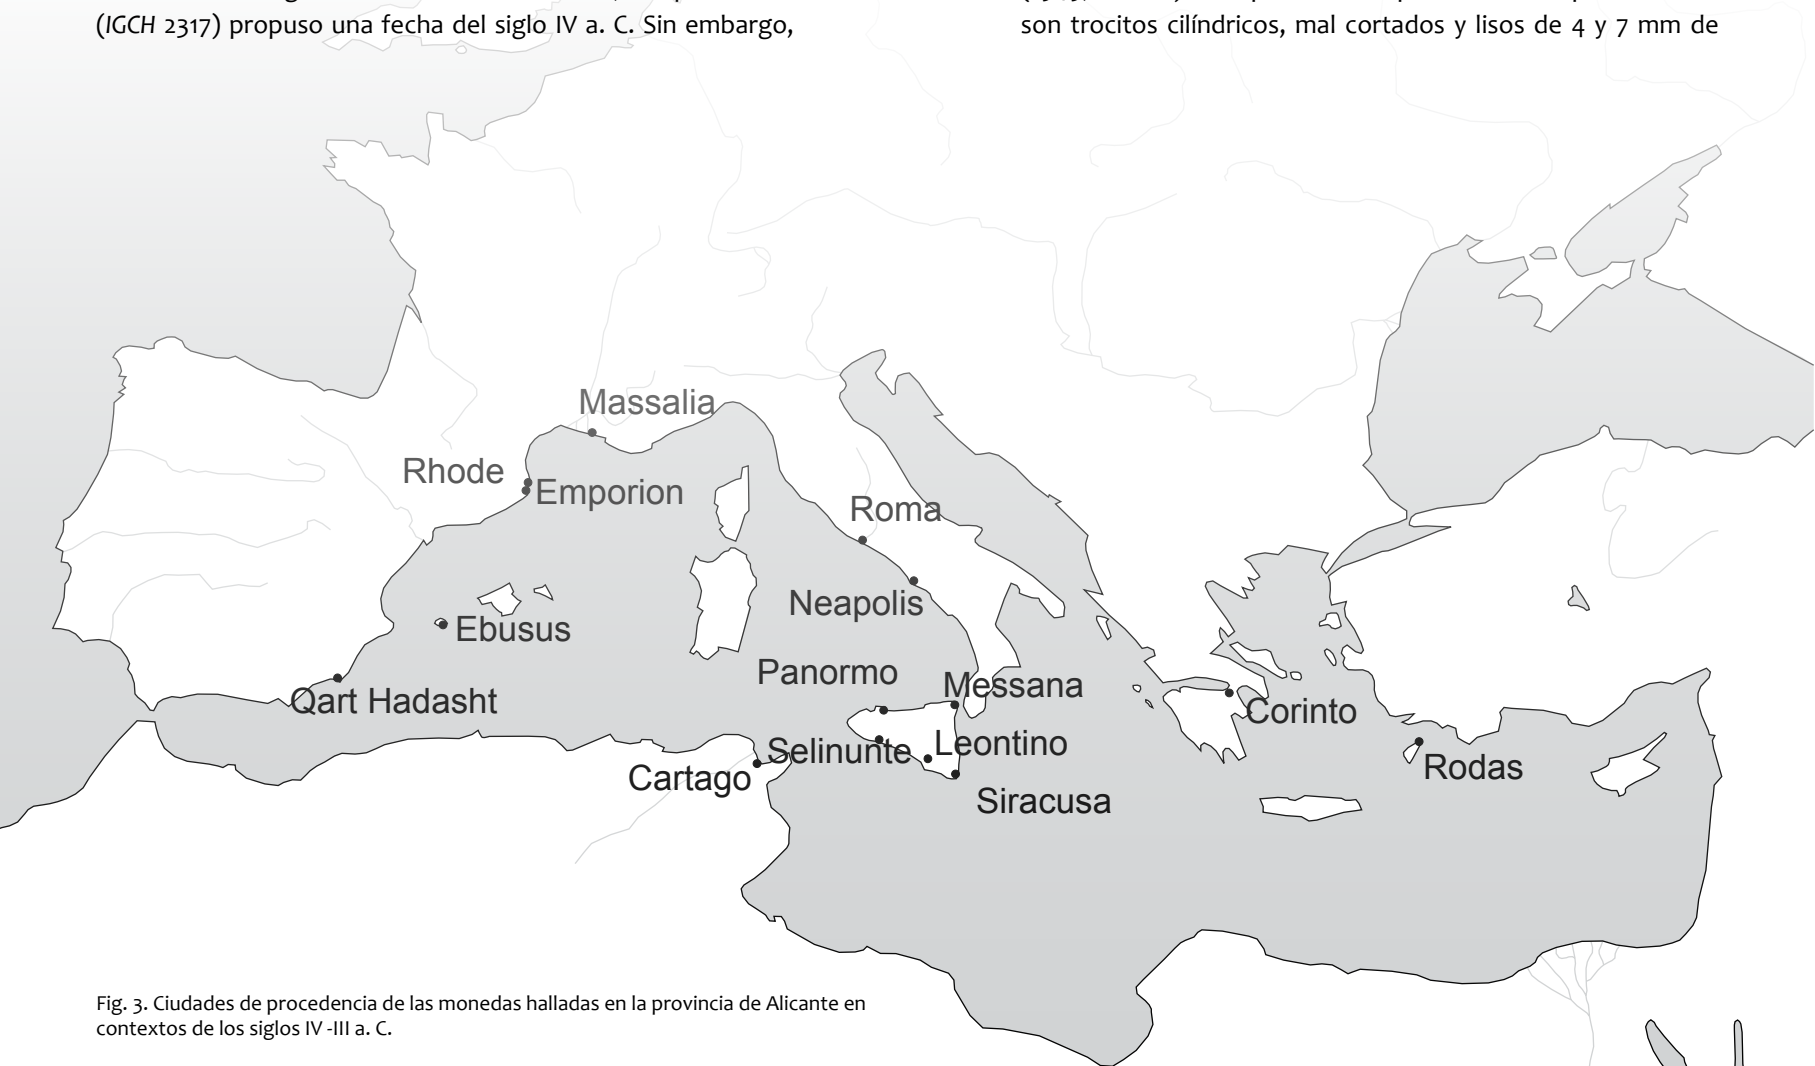 (IGCH 2317) propuso una fecha del siglo IV a. C. Sin embargo,
son trocitos cilíndricos, mal cortados y lisos de 4 y 7 mm de
Massalia
Rhode
Emporion
Roma
Neapolis
Ebusus
Panormo
Messana
Qart Hadasht
Corinto
Selinunte
Leontino
Cartago
Rodas
Siracusa
Fig. 3. Ciudades de procedencia de las monedas halladas en la provincia de Alicante en
contextos de los siglos IV -III a. C.